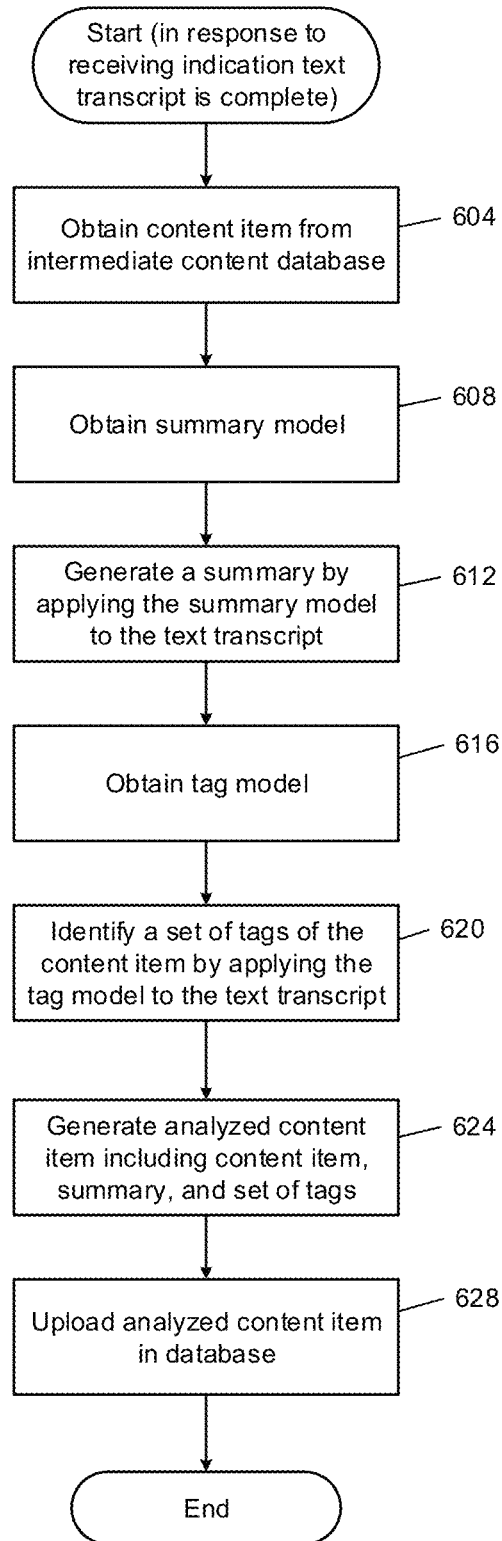 Start (in response to
receiving indication text
transcript is complete)
Obtain content item from
intermediate content database
604
Obtain summary model
608
Generate a summary by
applying the summary model
to the text transcript
612
Obtain tag model
616
Identify a set of tags of the
content item by applying the
tag model to the text transcript
620
Generate analyzed content
item including content item,
summary, and set of tags
624
Upload analyzed content item
in database
628
End